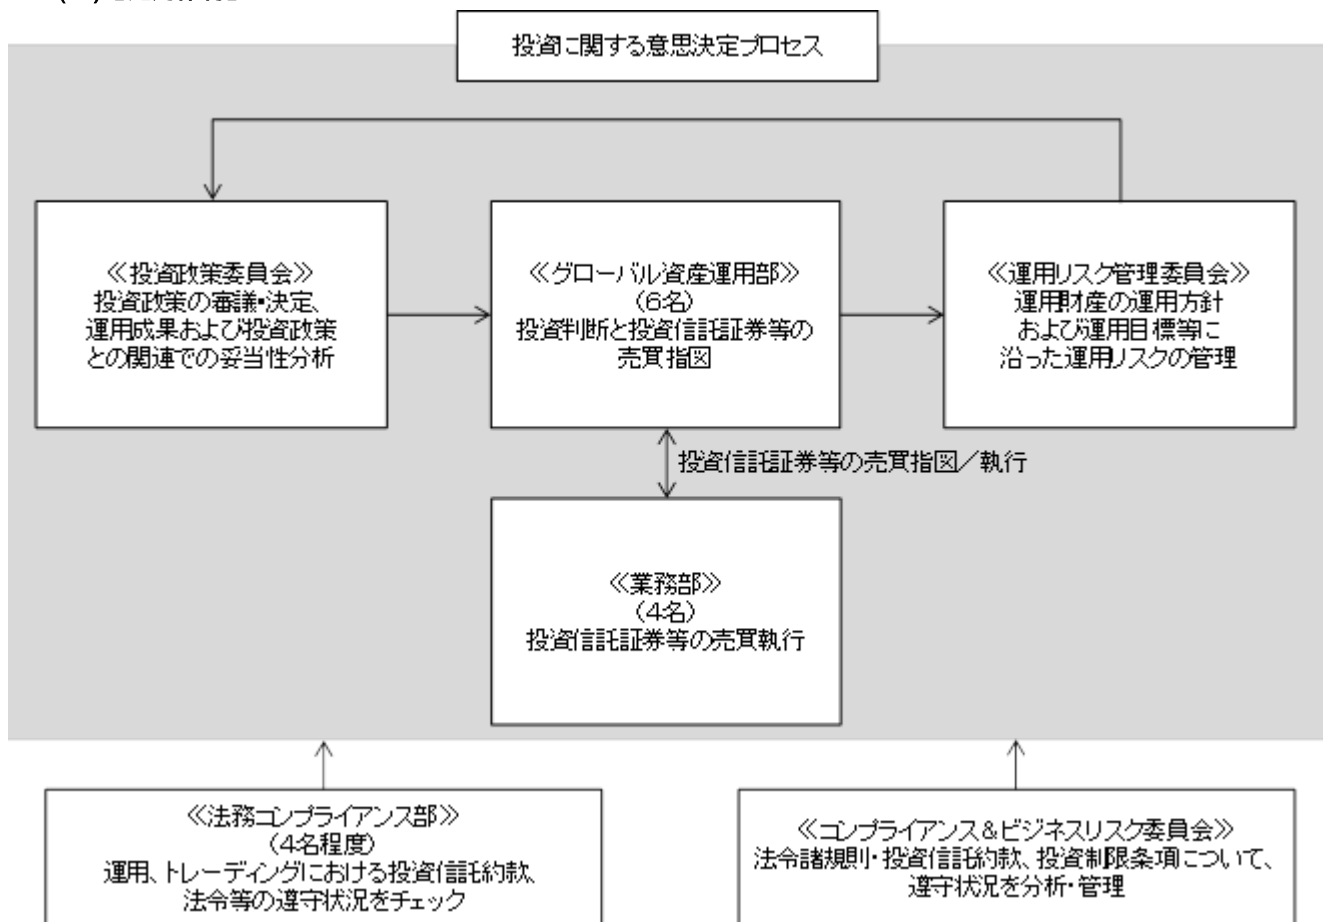 投資に関する意思決定プロセス
≪投資政策委員会≫
投資政策の審議・決定、
運用成果および投資政策
との関連での妥当性分析
≪グローバル資産運用部≫
(6名)
投資判断と投資信託証券等の
売買指図
≪運用リスク管理委員会≫
運用財産の運用方針
および運用目標等に
沿った運用リスクの管理
投資信託証券等の売買指図／執行
≪業務部≫
(4名)
投資信託証券等の売買執行
≪法務コンプライアンス部≫
(4名程度)
運用、トレーディングにおける投資信託約款、
法令等の遵守状況をチェック
≪コンプライアンス＆ビジネスリスク委員会≫
法令諸規則・投資信託約款、投資制限条項について、
遵守状況を分析・管理